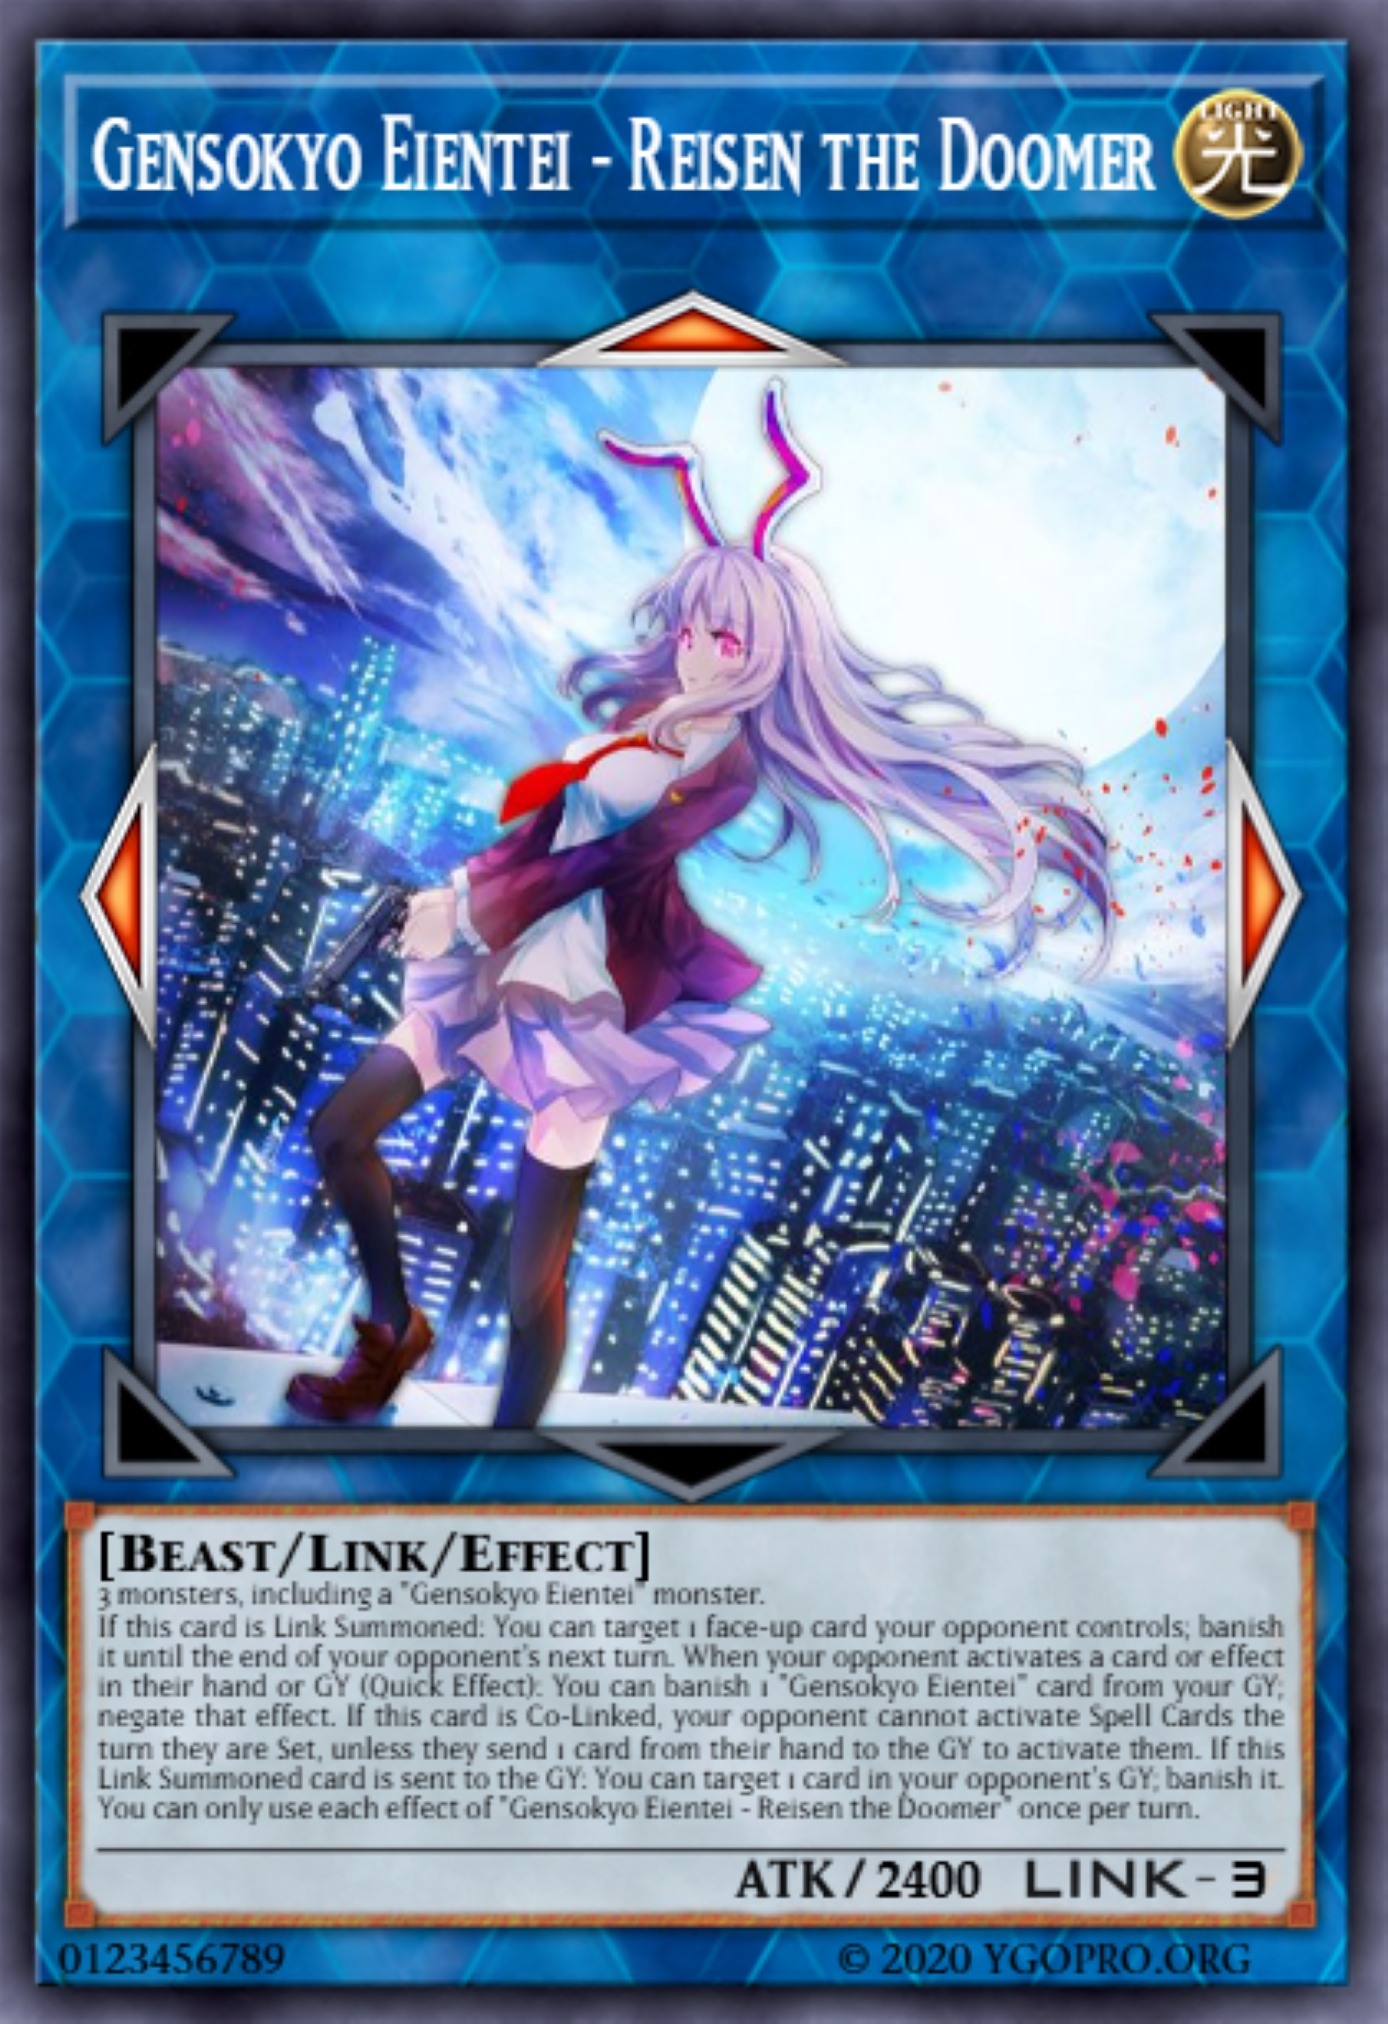 Gensokyo Eientei - Reisen the Doomer
LIGHT
光
[Beast/Link/Effect]
3 monsters, including a "Gensokyo Eientei" monster.
If this card is Link Summoned: You can target 1 face-up card your opponent controls; banish
it until the end of your opponent's next turn. When your opponent activates a card or effect
in their hand or GY (Quick Effect): You can banish 1 "Gensokyo Eientei" card from your GY;
negate that effect. If this card is Co-Linked, your opponent cannot activate Spell Cards the
turn they are Set, unless they send 1 card from their hand to the GY to activate them. If this
Link Summoned card is sent to the GY: You can target 1 card in your opponent's GY; banish it.
You can only use each effect of "Gensokyo Eientei - Reisen the Doomer" once per turn.
ATK/2400 LINK-3
0123456789 © 2020 YGOPRO.ORG